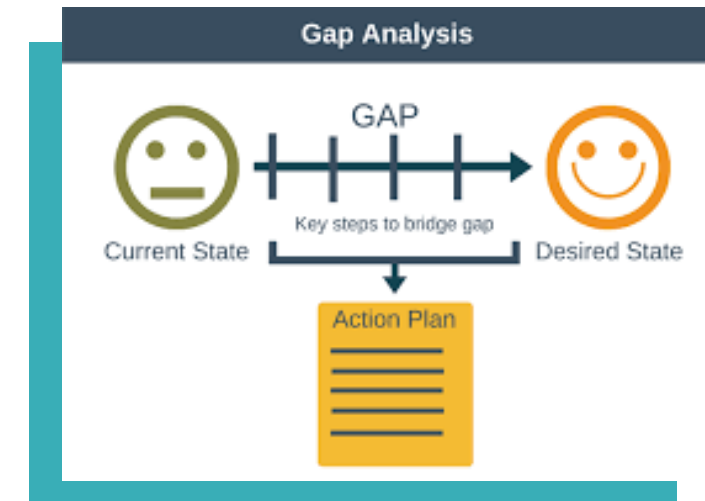 Gap Analysis
GAP
Key steps to bridge gap
Current State
Desired State
Action Plan